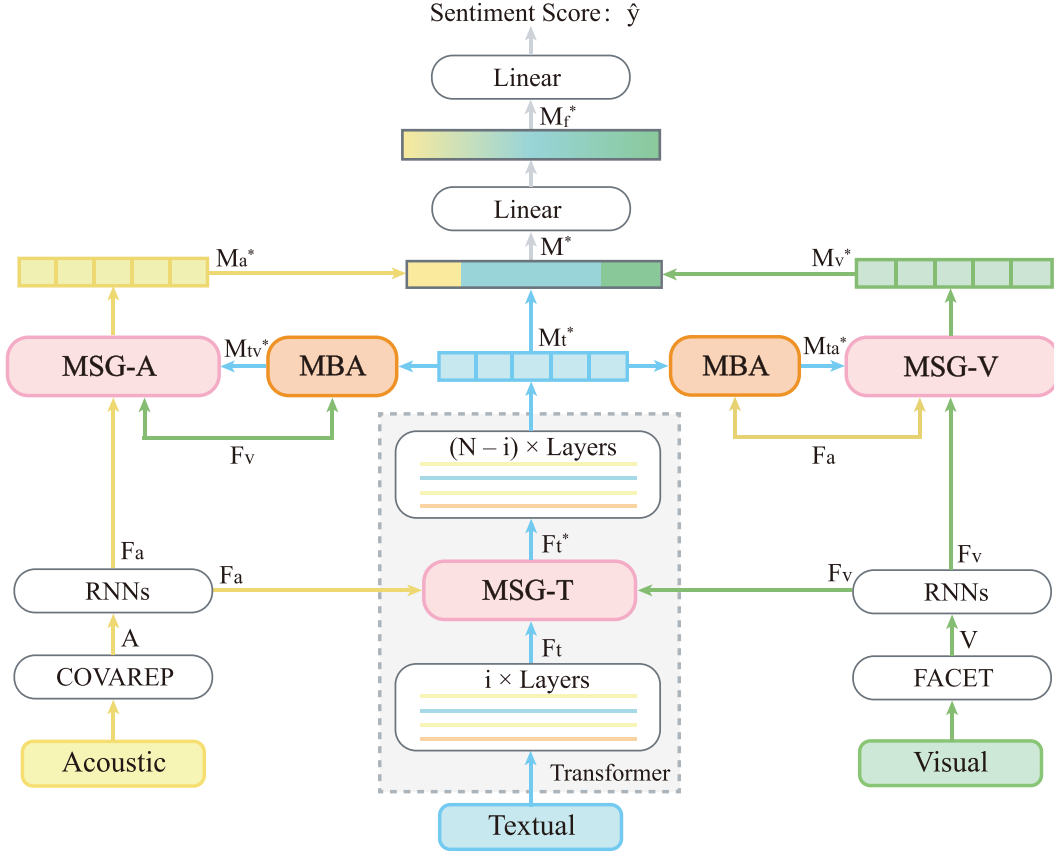 Sentiment Score: ŷ
Linear
Mf*
Linear
M*
Ma*
Mv*
MSG-A
Mtv*
MBA
Mt*
MBA
Mta*
MSG-V
Fv
Fa
(N – i) × Layers
Ft*
Fa
Fa
Fv
Fv
RNNs
MSG-T
RNNs
A
Ft
V
COVAREP
i × Layers
FACET
Acoustic
Transformer
Visual
Textual